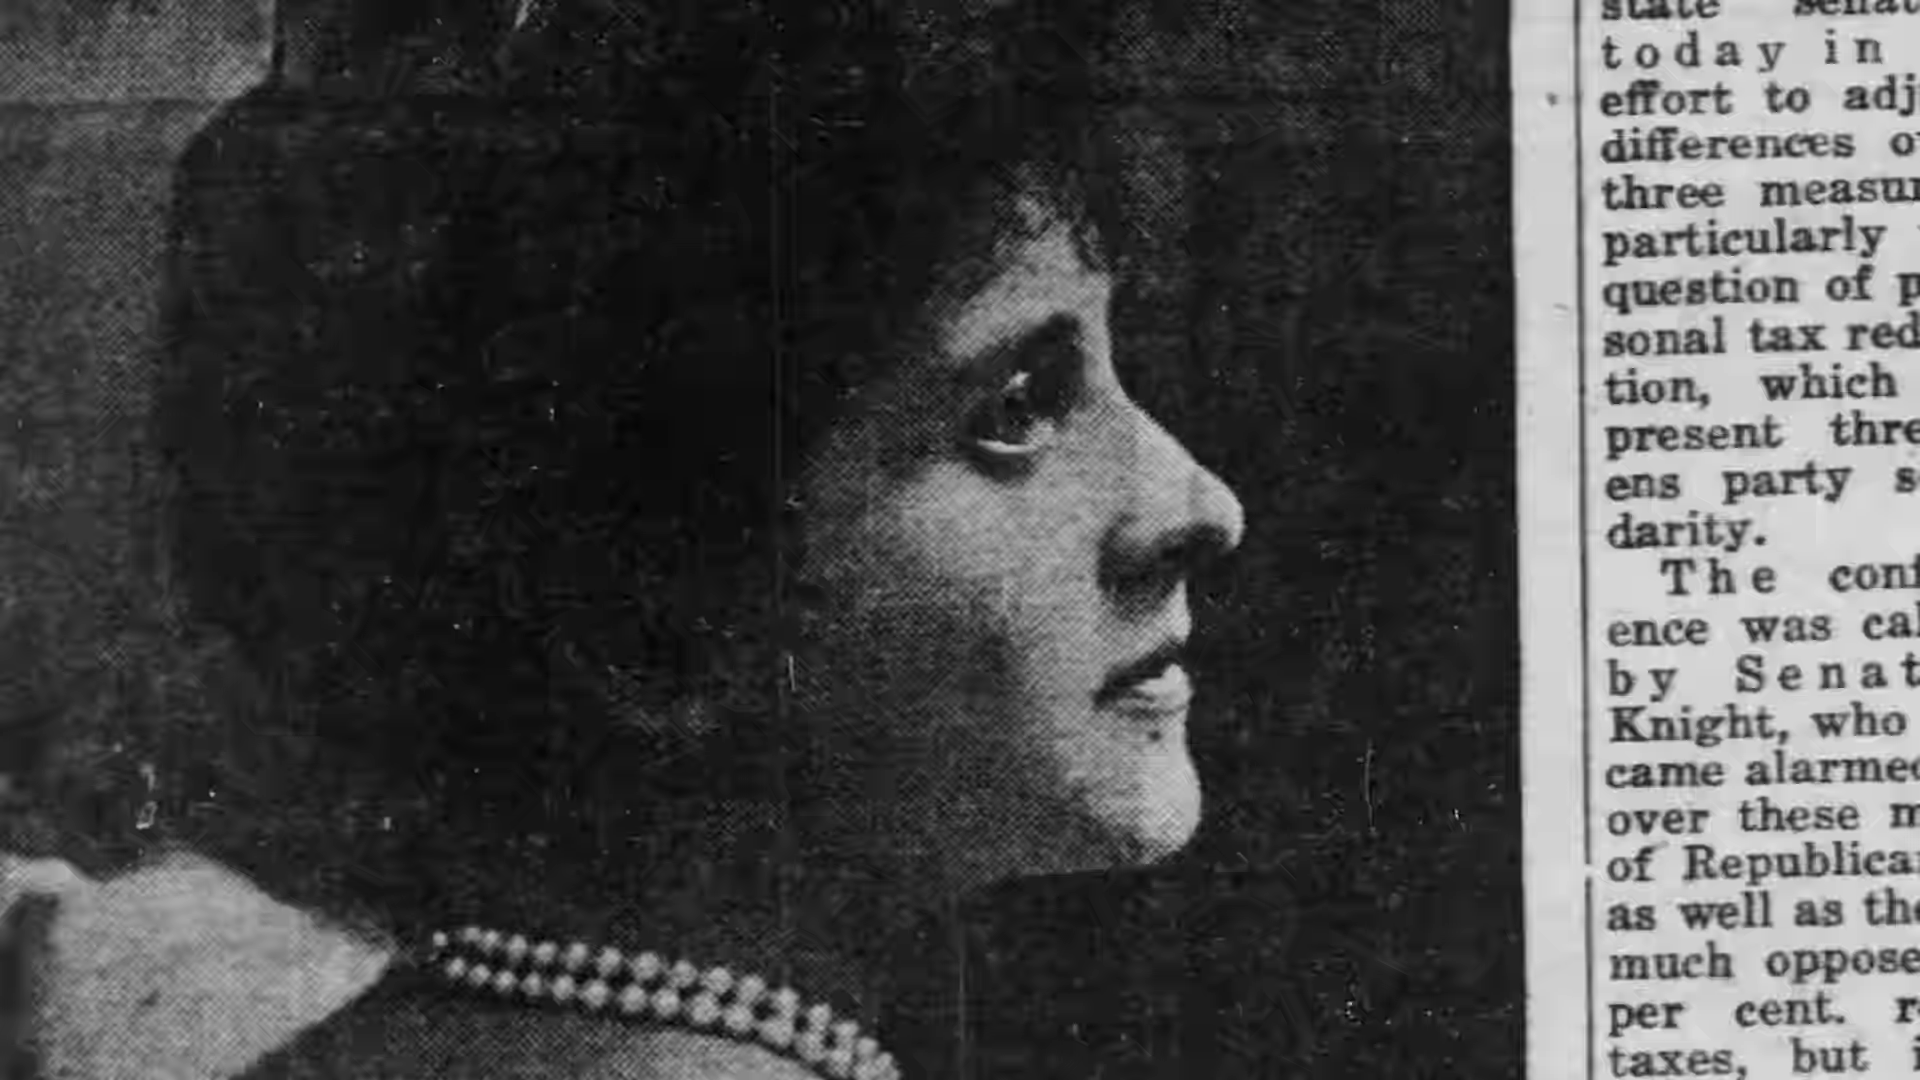 state senat
today in
effort to adj
differences o
three measur
particularly
question of p
sonal tax red
tion, which
present thre
ens party s
darity.
The conf
ence was cal
by Senat
Knight, who
came alarmed
over these m
of Republica
as well as the
much oppose
per cent. r
taxes, but i